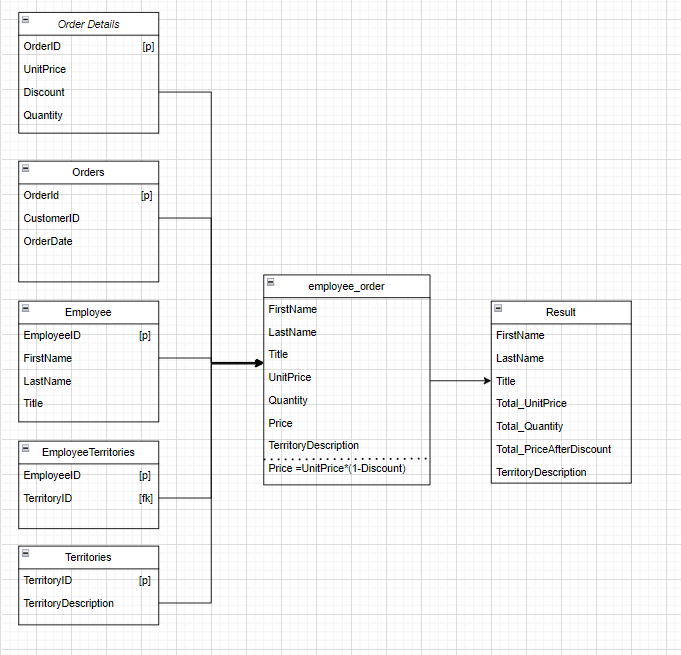 Order Details
OrderID [p]
UnitPrice
Discount
Quantity
Orders
OrderId [p]
CustomerID
OrderDate
Employee
EmployeeID [p]
FirstName
LastName
Title
EmployeeTerritories
EmployeeID [p]
TerritoryID [fk]
Territories
TerritoryID [p]
TerritoryDescription
employee_order
FirstName
LastName
Title
UnitPrice
Quantity
Price
TerritoryDescription
Price =UnitPrice*(1-Discount)
Result
FirstName
LastName
Title
Total_UnitPrice
Total_Quantity
Total_PriceAfterDiscount
TerritoryDescription